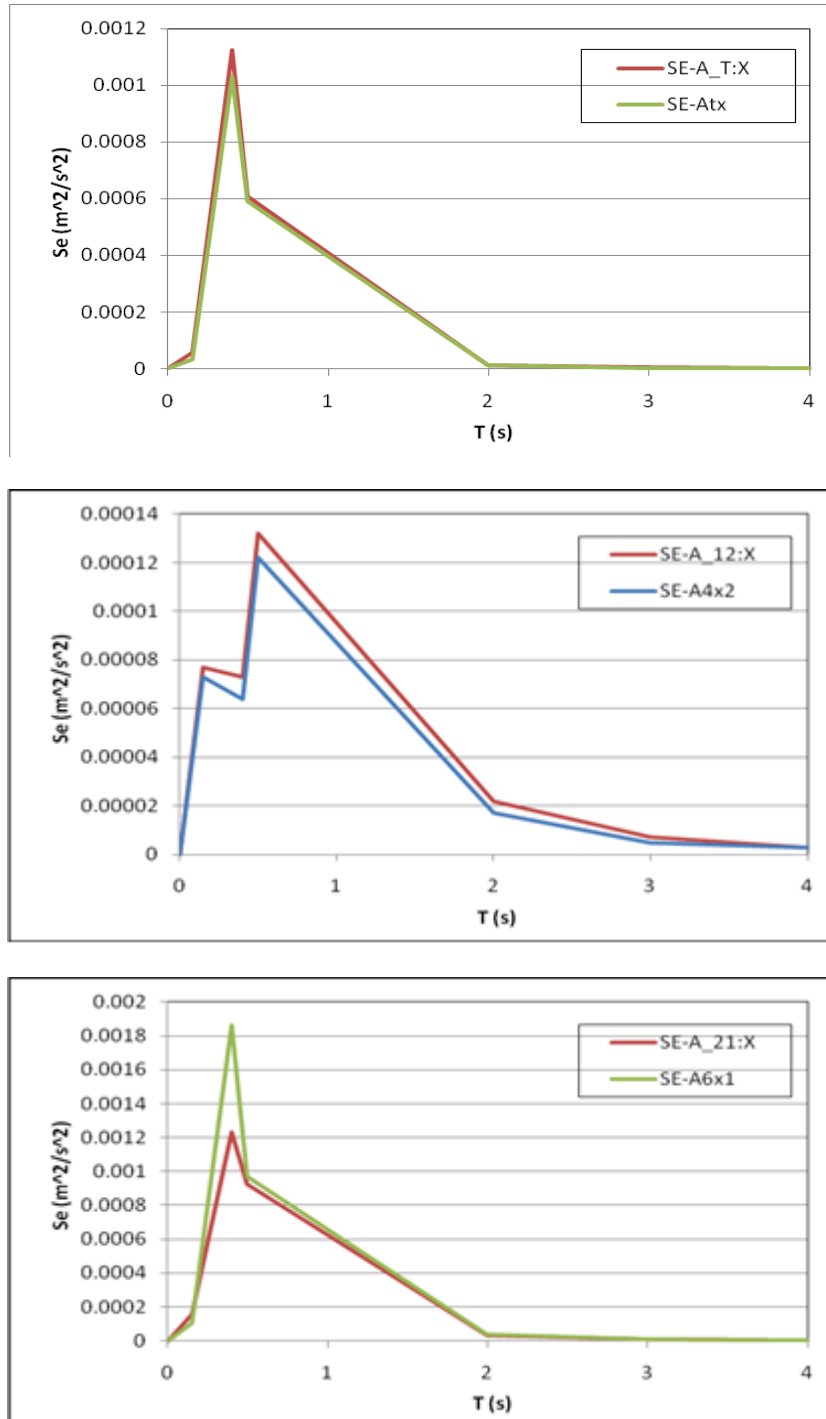 0.0012
0.001
0.0008
0.0006
0.0004
0.0002
0
Se (m^2/s^2)
SE-A_T:X
SE-Atx
0 1 2 3 4
T (s)
0.00014
0.00012
0.0001
0.00008
0.00006
0.00004
0.00002
0
Se (m^2/s^2)
SE-A_12:X
SE-A4x2
0 1 2 3 4
T (s)
0.002
0.0018
0.0016
0.0014
0.0012
0.001
0.0008
0.0006
0.0004
0.0002
0
Se (m^2/s^2)
SE-A_21:X
SE-A6x1
0 1 2 3 4
T (s)